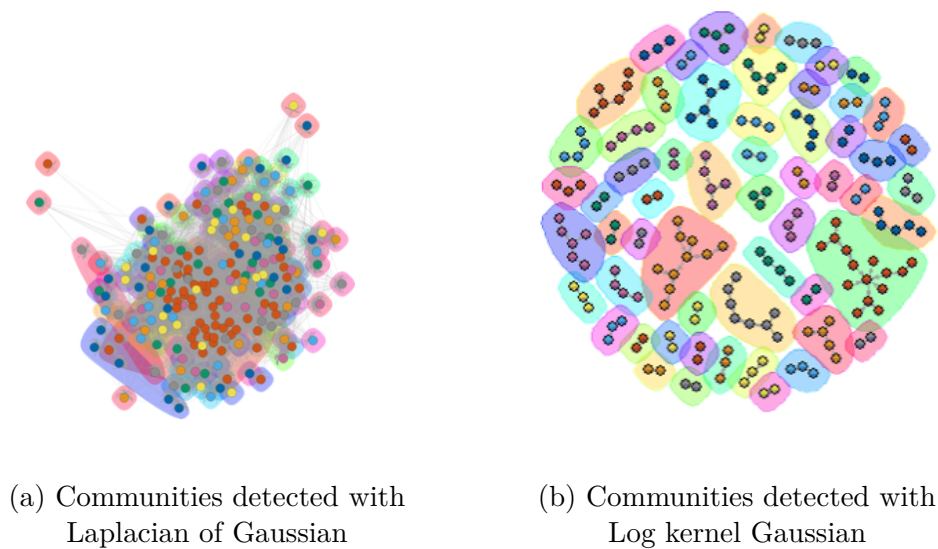 (a) Communities detected with
Laplacian of Gaussian
(b) Communities detected with
Log kernel Gaussian